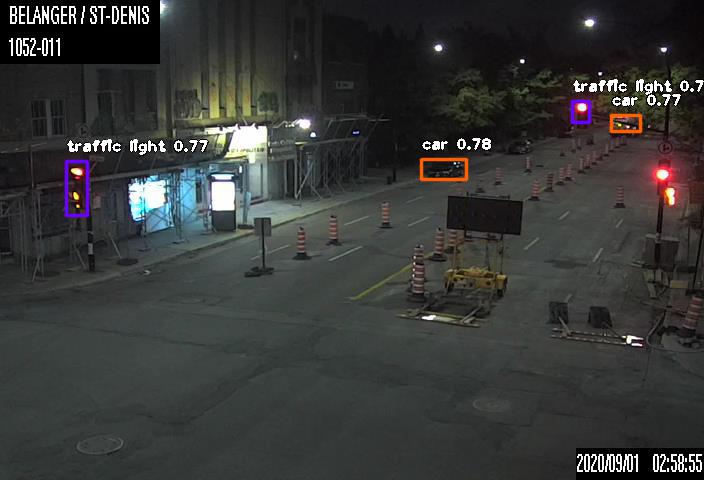 BELANGER / ST-DENIS
1052-011
traffic light 0.7
car 0.77
car 0.78
traffic light 0.77
2020/09/01 02:58:55